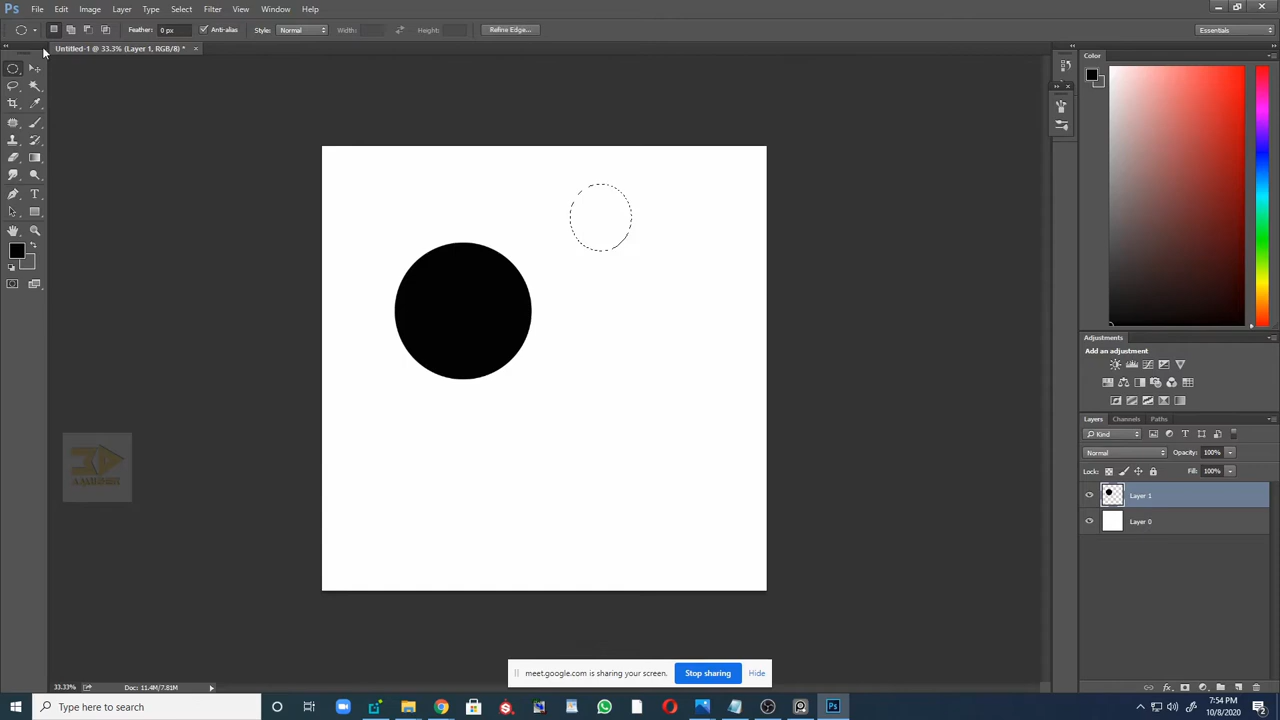 Ps File Edit Image Layer Type Select Filter View Window Help
Feather: 0 px Anti-alias Style: Normal Width: Height: Refine Edge... Essentials
Untitled-1 @ 33.3% (Layer 1, RGB/8) * ×
Color
Adjustments
Add an adjustment
Layers Channels Paths
Kind
Normal Opacity: 100%
Lock: Fill: 100%
Layer 1
Layer 0
meet.google.com is sharing your screen. Stop sharing Hide
33.33% Doc: 11.4M/7.81M
Type here to search
7:54 PM
10/8/2020